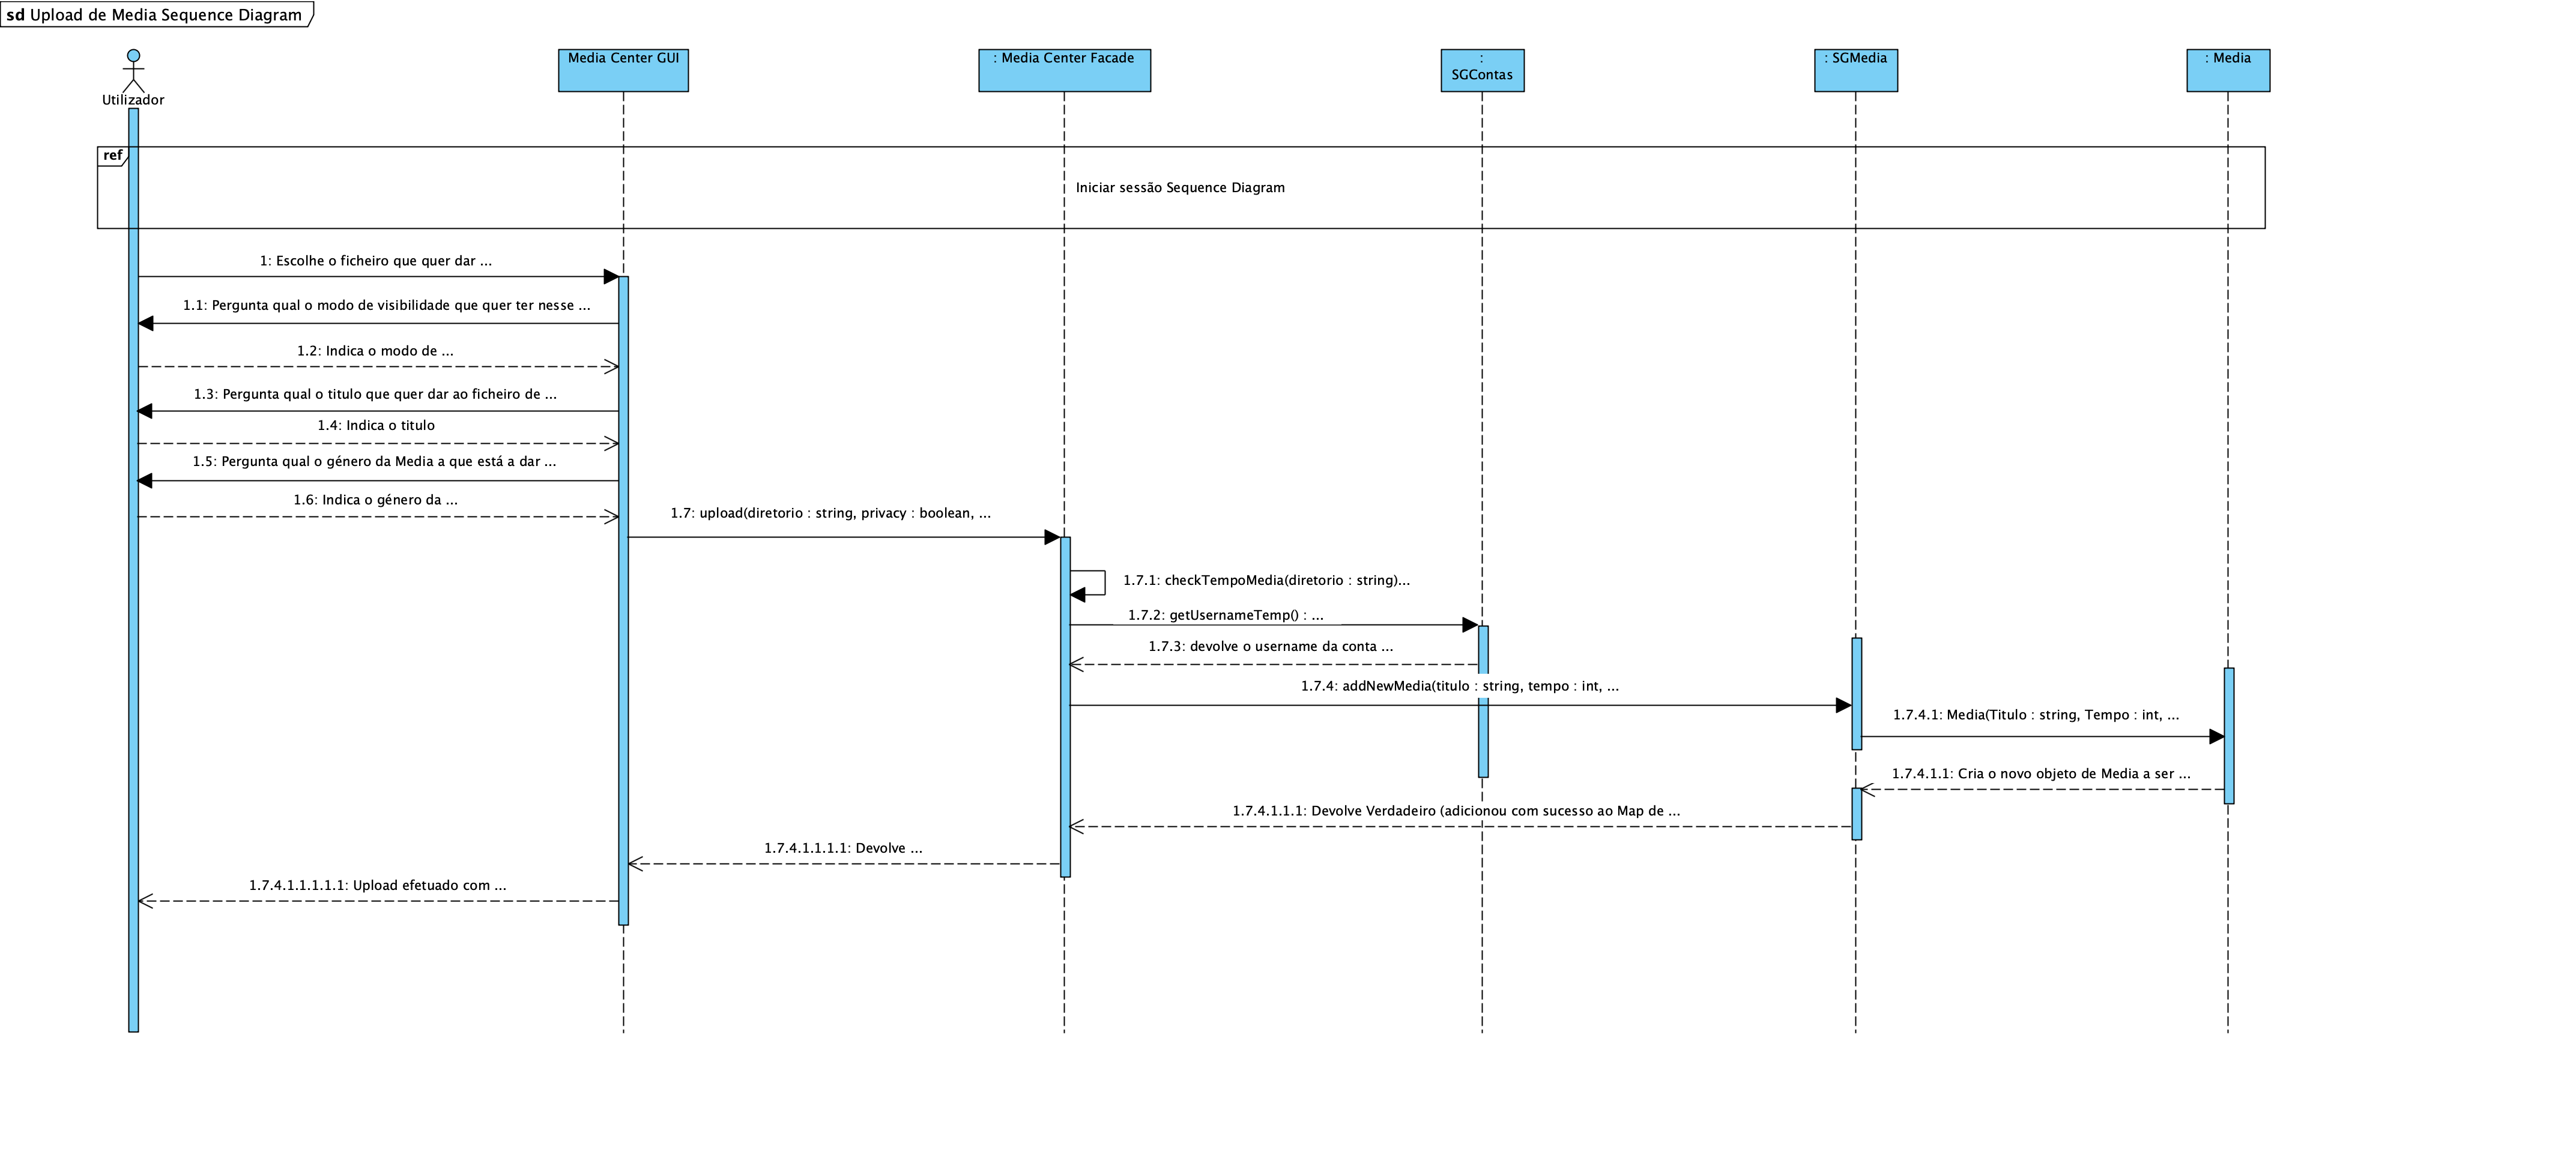 sd Upload de Media Sequence Diagram
Utilizador
Media Center GUI
: Media Center Facade
:
SGContas
: SGMedia
: Media
ref
Iniciar sessão Sequence Diagram
1: Escolhe o ficheiro que quer dar ...
1.1: Pergunta qual o modo de visibilidade que quer ter nesse ...
1.2: Indica o modo de ...
1.3: Pergunta qual o titulo que quer dar ao ficheiro de ...
1.4: Indica o titulo
1.5: Pergunta qual o género da Media a que está a dar ...
1.6: Indica o género da ...
1.7: upload(diretorio : string, privacy : boolean, ...
1.7.1: checkTempoMedia(diretorio : string)...
1.7.2: getUsernameTemp() : ...
1.7.3: devolve o username da conta ...
1.7.4: addNewMedia(titulo : string, tempo : int, ...
1.7.4.1: Media(Titulo : string, Tempo : int, ...
1.7.4.1.1: Cria o novo objeto de Media a ser ...
1.7.4.1.1.1: Devolve Verdadeiro (adicionou com sucesso ao Map de ...
1.7.4.1.1.1.1: Devolve ...
1.7.4.1.1.1.1.1: Upload efetuado com ...